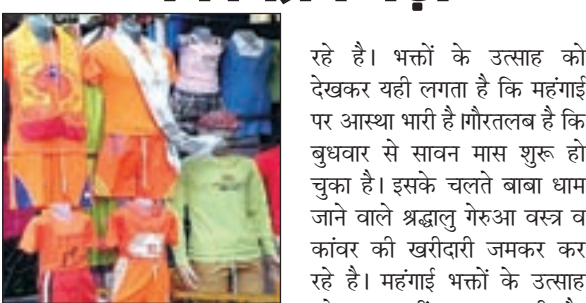 रहे है। भक्तों के उत्साह को
देखकर यही लगता है कि महंगाई
पर आस्था भारी है।गौरतलब है कि
बुधवार से सावन मास शुरू हो
चुका है। इसके चलते बाबा धाम
जाने वाले श्रद्धालु गेरुआ वस्त्र व
कांवर की खरीदारी जमकर कर
रहे है। महंगाई भक्तों के उत्साह